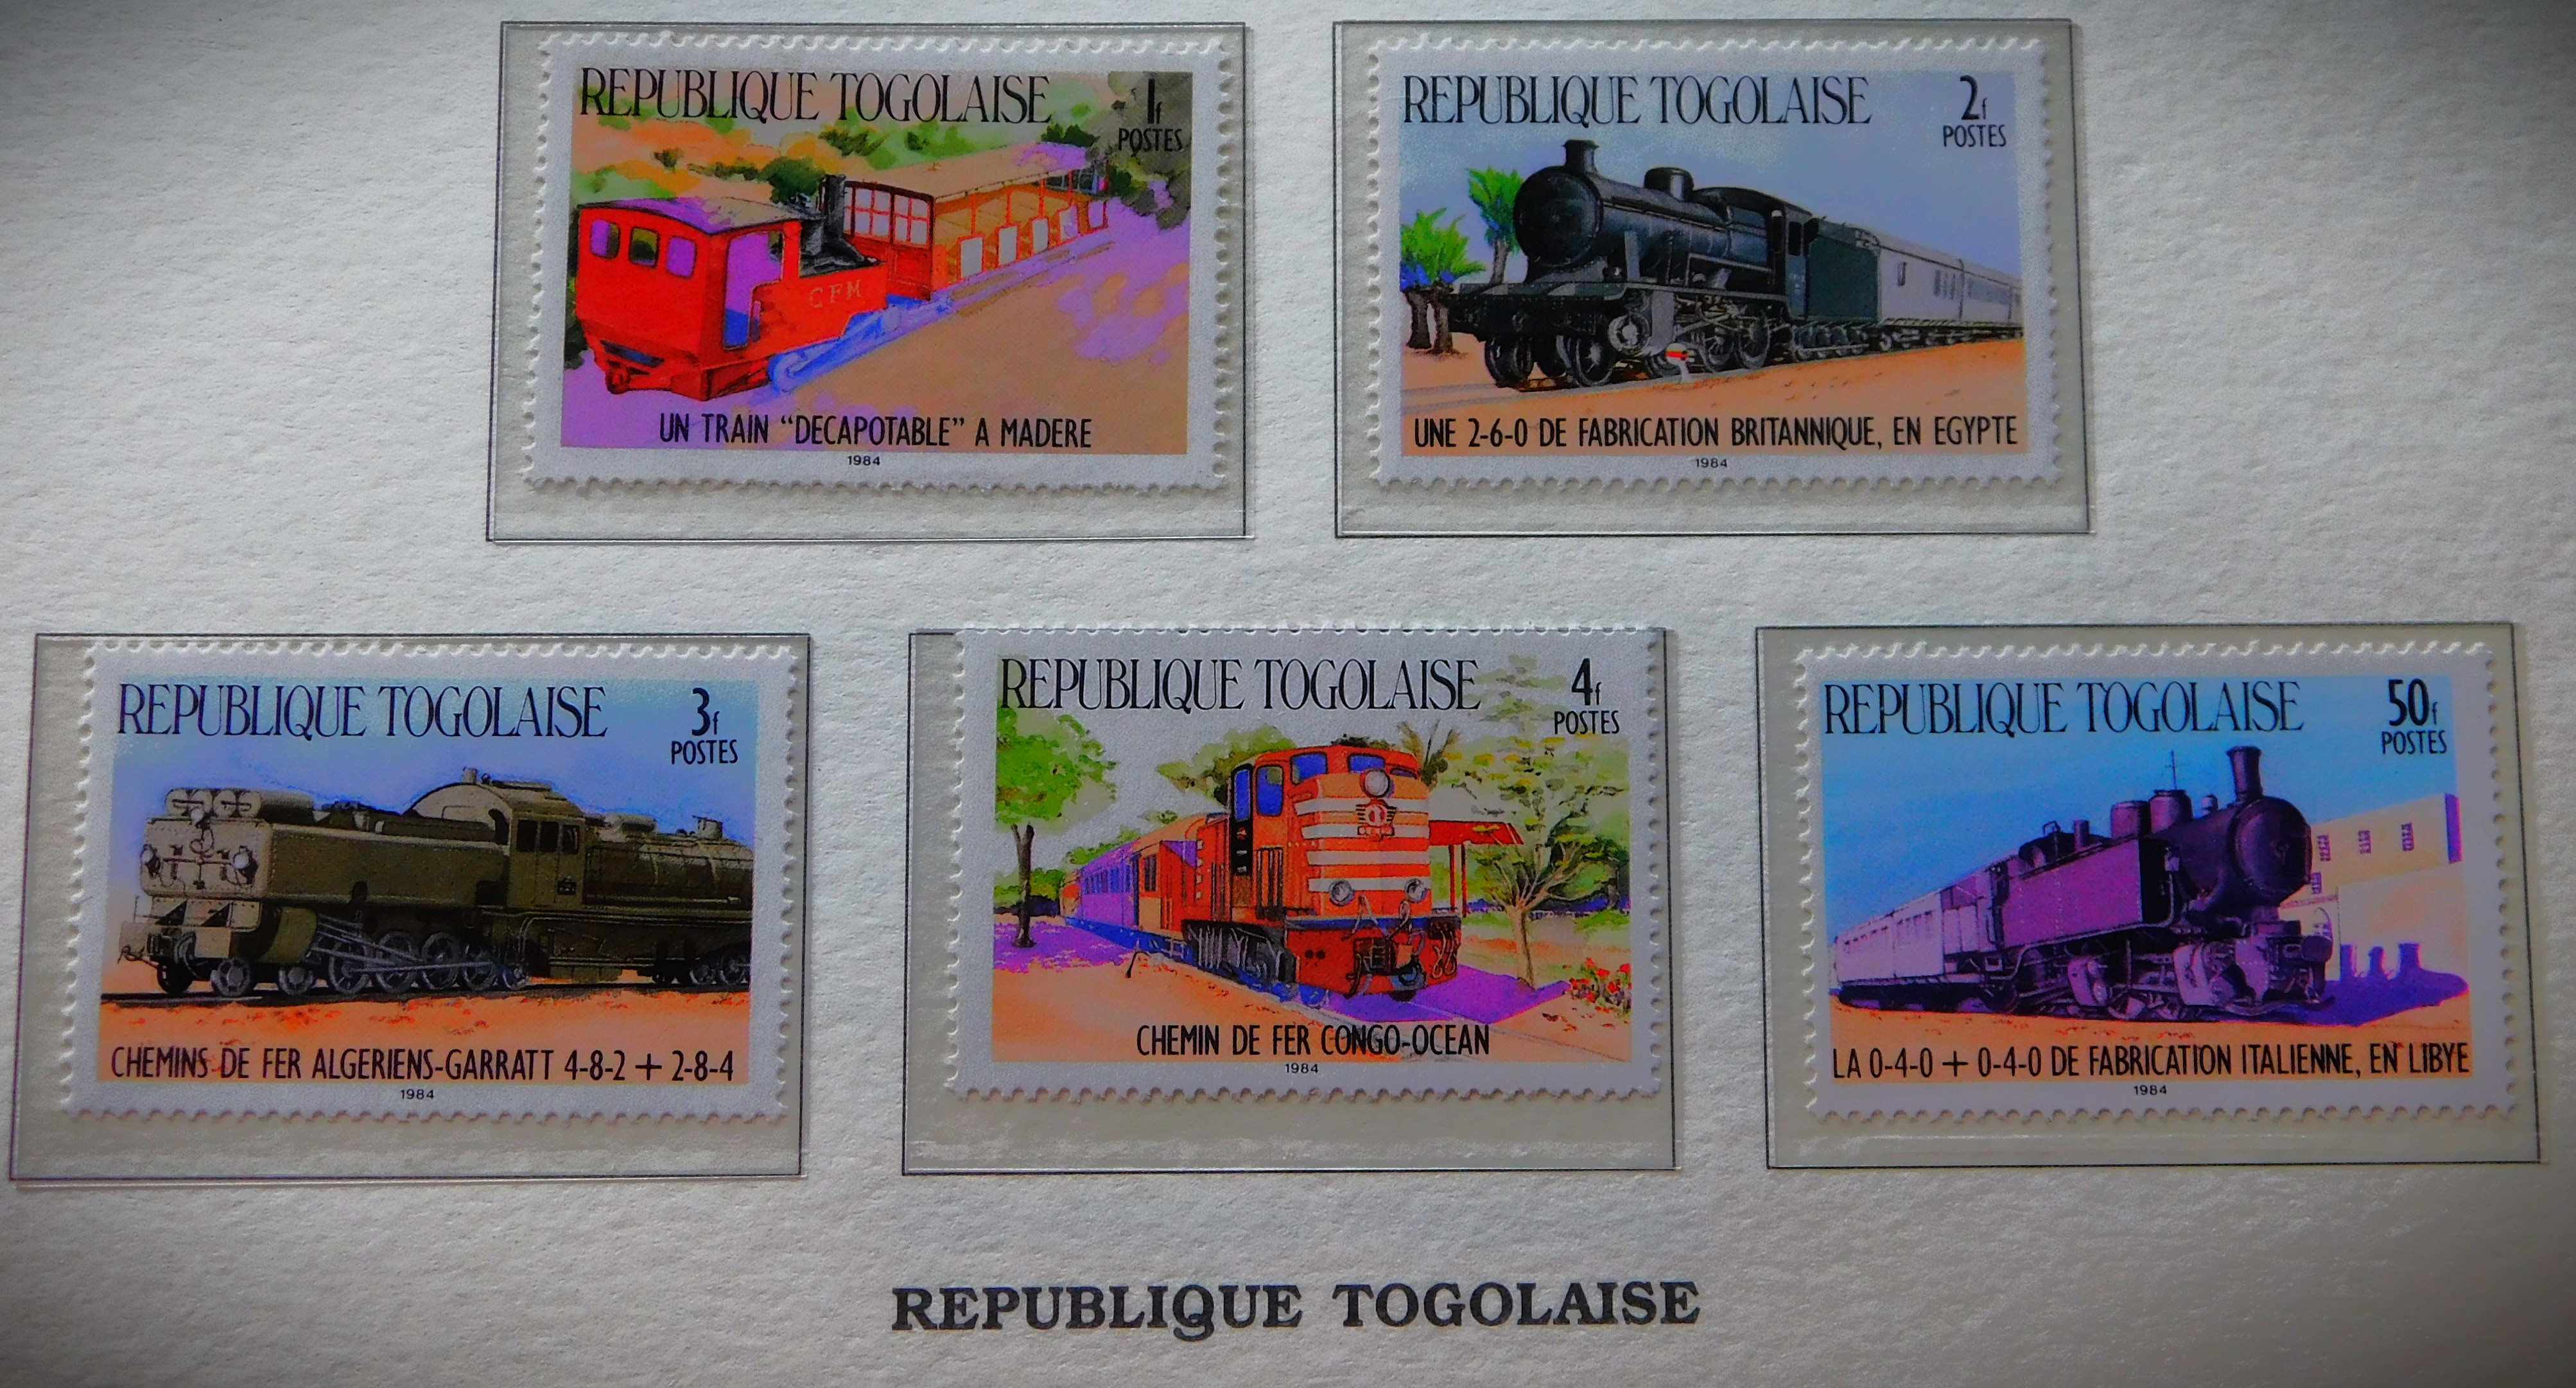 REPUBLIQUE TOGOLAISE
1f
POSTES
CFM
UN TRAIN “DECAPOTABLE” A MADERE
1984
REPUBLIQUE TOGOLAISE
2f
POSTES
UNE 2-6-0 DE FABRICATION BRITANNIQUE, EN EGYPTE
1984
REPUBLIQUE TOGOLAISE
3f
POSTES
CHEMINS DE FER ALGERIENS-GARRATT 4-8-2 + 2-8-4
1984
REPUBLIQUE TOGOLAISE
4f
POSTES
CHEMIN DE FER CONGO-OCEAN
1984
REPUBLIQUE TOGOLAISE
50f
POSTES
LA 0-4-0 + 0-4-0 DE FABRICATION ITALIENNE, EN LIBYE
1984
REPUBLIQUE TOGOLAISE